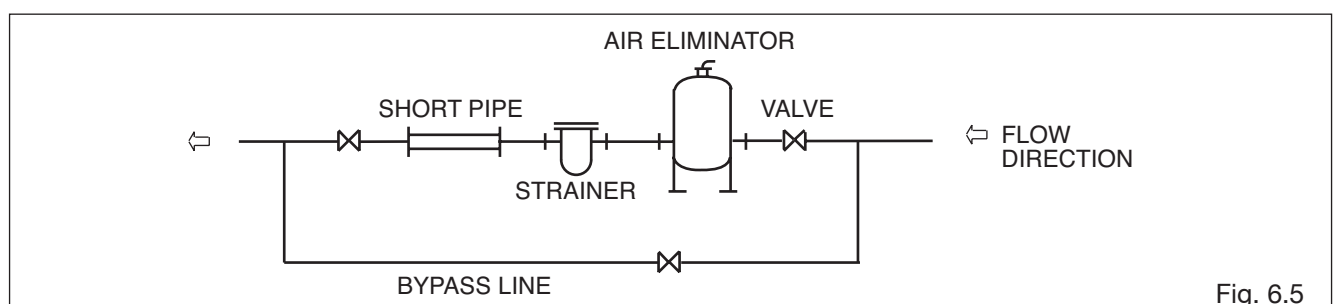 AIR ELIMINATOR
SHORT PIPE
VALVE
FLOW
DIRECTION
STRAINER
BYPASS LINE
Fig. 6.5